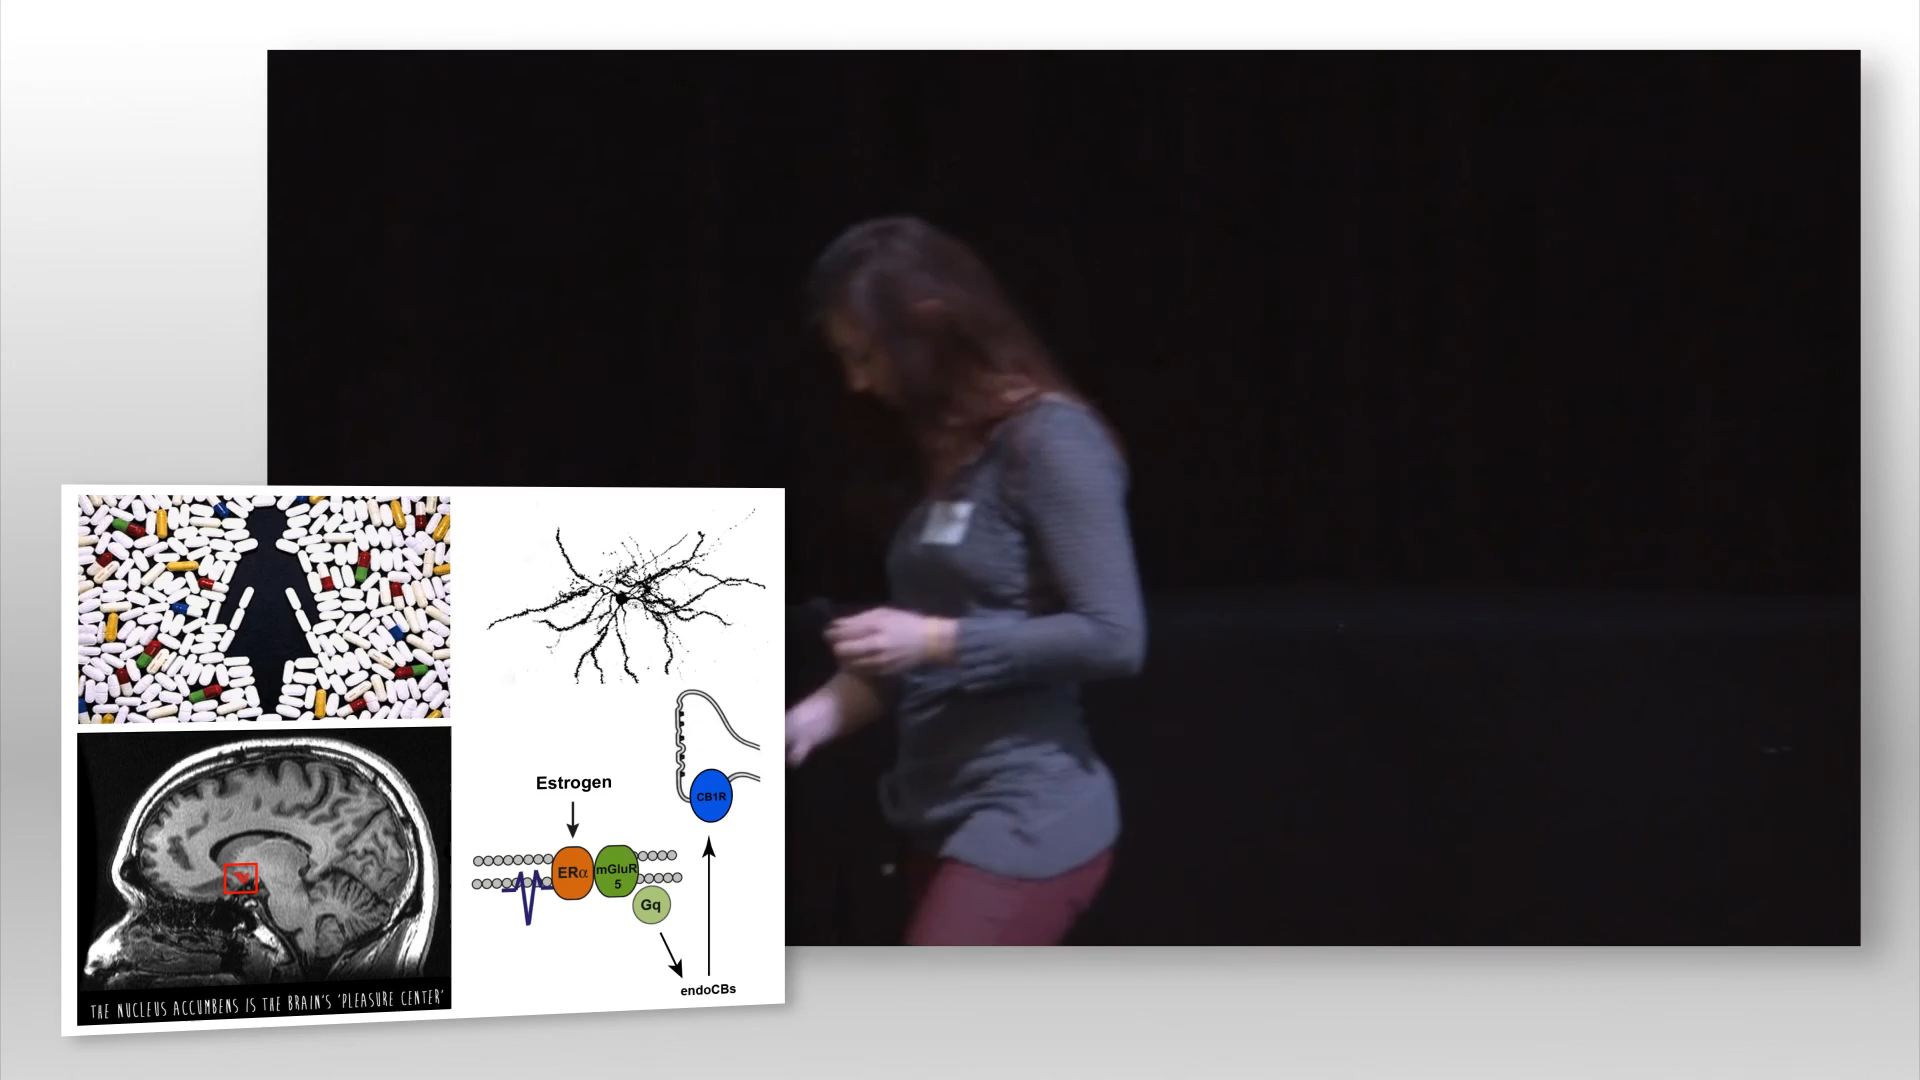 THE NUCLEUS ACCUMBENS IS THE BRAIN'S 'PLEASURE CENTER'
Estrogen
ERα
mGluR
5
Gq
endoCBs
CB1R